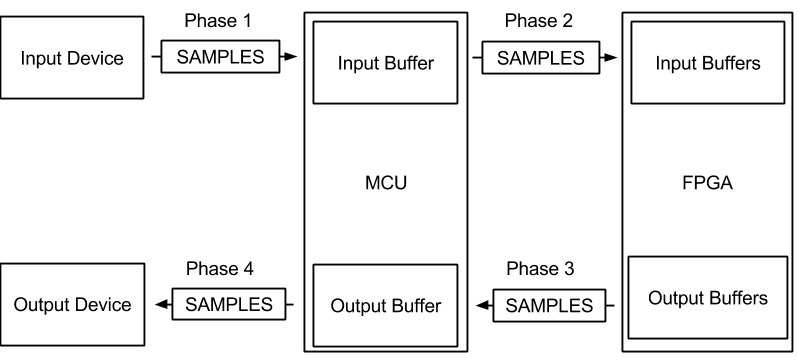 Phase 1
Phase 2
Input Device
SAMPLES
Input Buffer
SAMPLES
Input Buffers
MCU
FPGA
Phase 4
Phase 3
Output Device
SAMPLES
Output Buffer
SAMPLES
Output Buffers